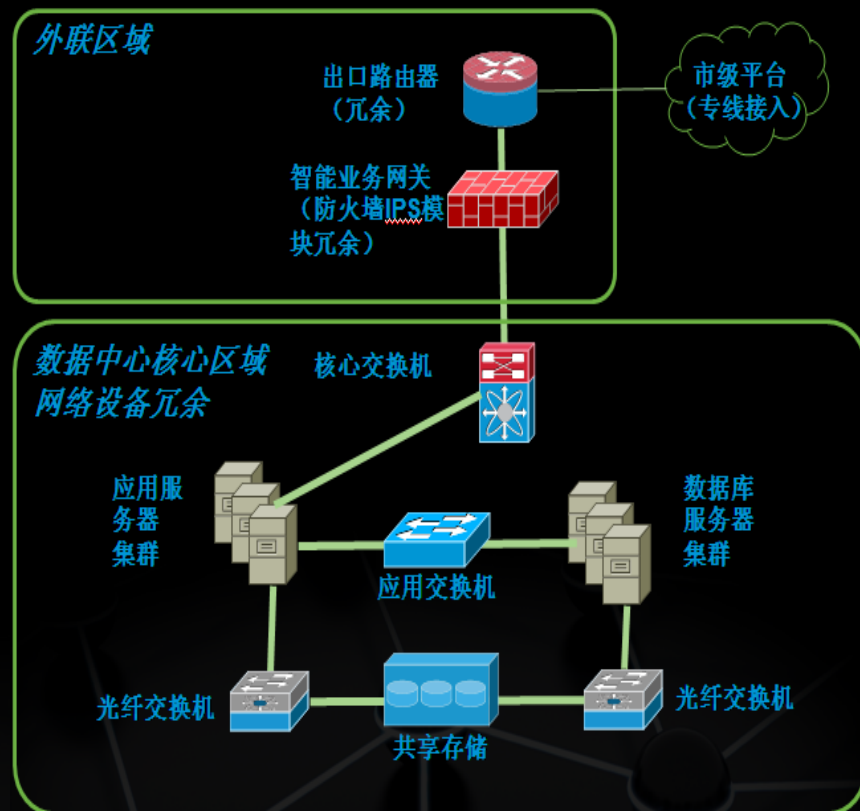 外联区域
出口路由器
（冗余）
市级平台
（专线接入）
智能业务网关
（防火墙IPS模
块冗余）
数据中心核心区域
网络设备冗余
核心交换机
应用服
务器
集群
数据库
服务器
集群
应用交换机
光纤交换机
光纤交换机
共享存储